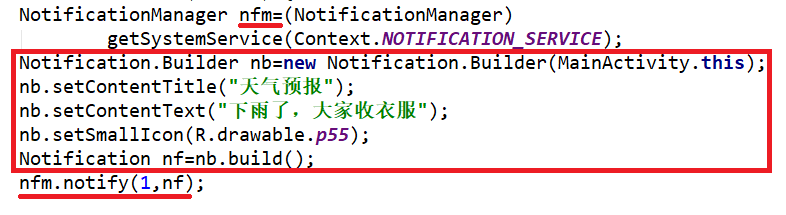 NotificationManager nfm=(NotificationManager)
getSystemService(Context.NOTIFICATION_SERVICE);
Notification.Builder nb=new Notification.Builder(MainActivity.this);
nb.setContentTitle("天气预报");
nb.setContentText("下雨了，大家收衣服");
nb.setSmallIcon(R.drawable.p55);
Notification nf=nb.build();
nfm.notify(1,nf);